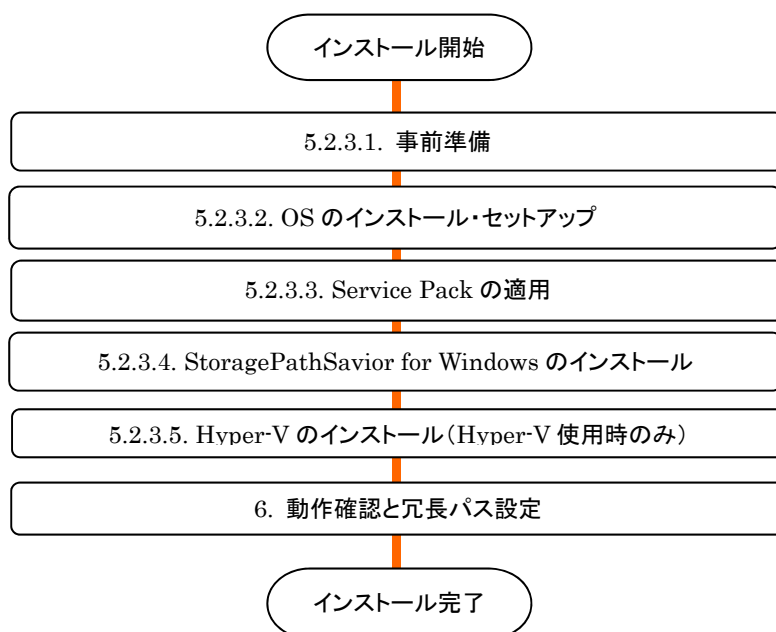 インストール開始
5.2.3.1. 事前準備
5.2.3.2. OS のインストール・セットアップ
5.2.3.3. Service Pack の適用
5.2.3.4. StoragePathSavior for Windows のインストール
5.2.3.5. Hyper-V のインストール(Hyper-V 使用時のみ)
6. 動作確認と冗長パス設定
インストール完了